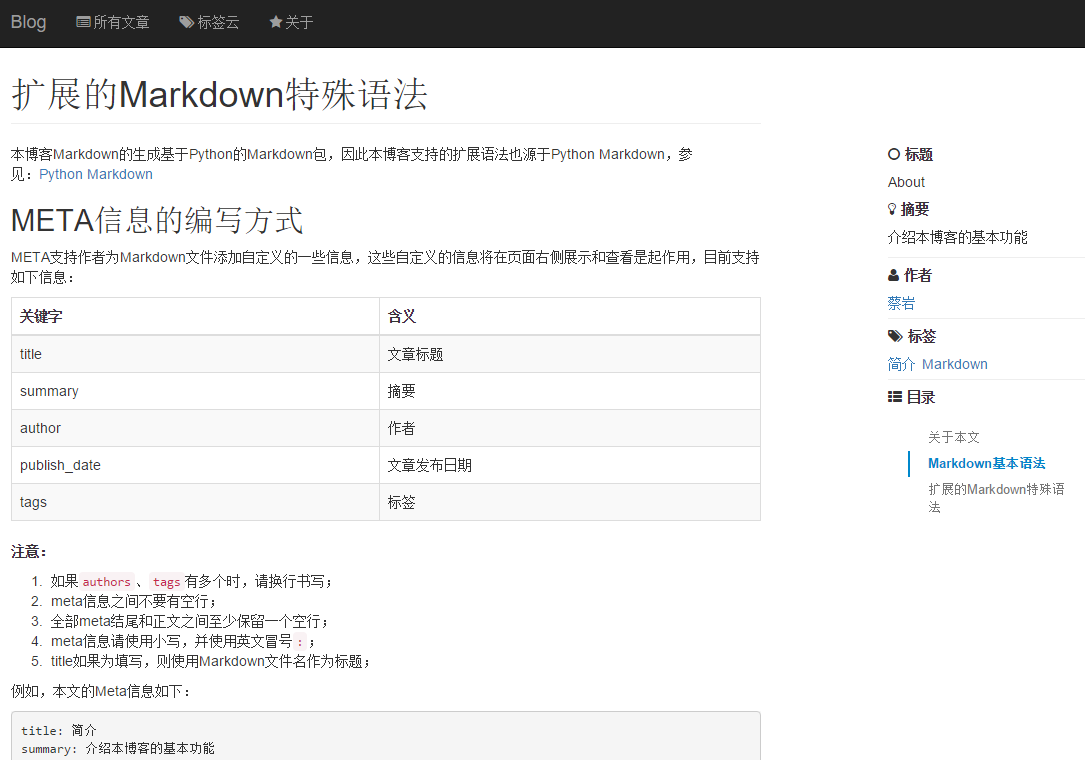 Blog 所有文章 标签云 关于
扩展的Markdown特殊语法
本博客Markdown的生成基于Python的Markdown包，因此本博客支持的扩展语法也源于Python Markdown，参
见：Python Markdown
META信息的编写方式
META支持作者为Markdown文件添加自定义的一些信息，这些自定义的信息将在页面右侧展示和查看是起作用，目前支持
如下信息：
关键字 含义
title 文章标题
summary 摘要
author 作者
publish_date 文章发布日期
tags 标签
注意：
1. 如果 authors 、 tags 有多个时，请换行书写；
2. meta信息之间不要有空行；
3. 全部meta结尾和正文之间至少保留一个空行；
4. meta信息请使用小写，并使用英文冒号 : ；
5. title如果为填写，则使用Markdown文件名作为标题；
例如，本文的Meta信息如下：
title: 简介
summary: 介绍本博客的基本功能
标题
About
摘要
介绍本博客的基本功能
作者
蔡岩
标签
简介 Markdown
目录
关于本文
Markdown基本语法
扩展的Markdown特殊语
法